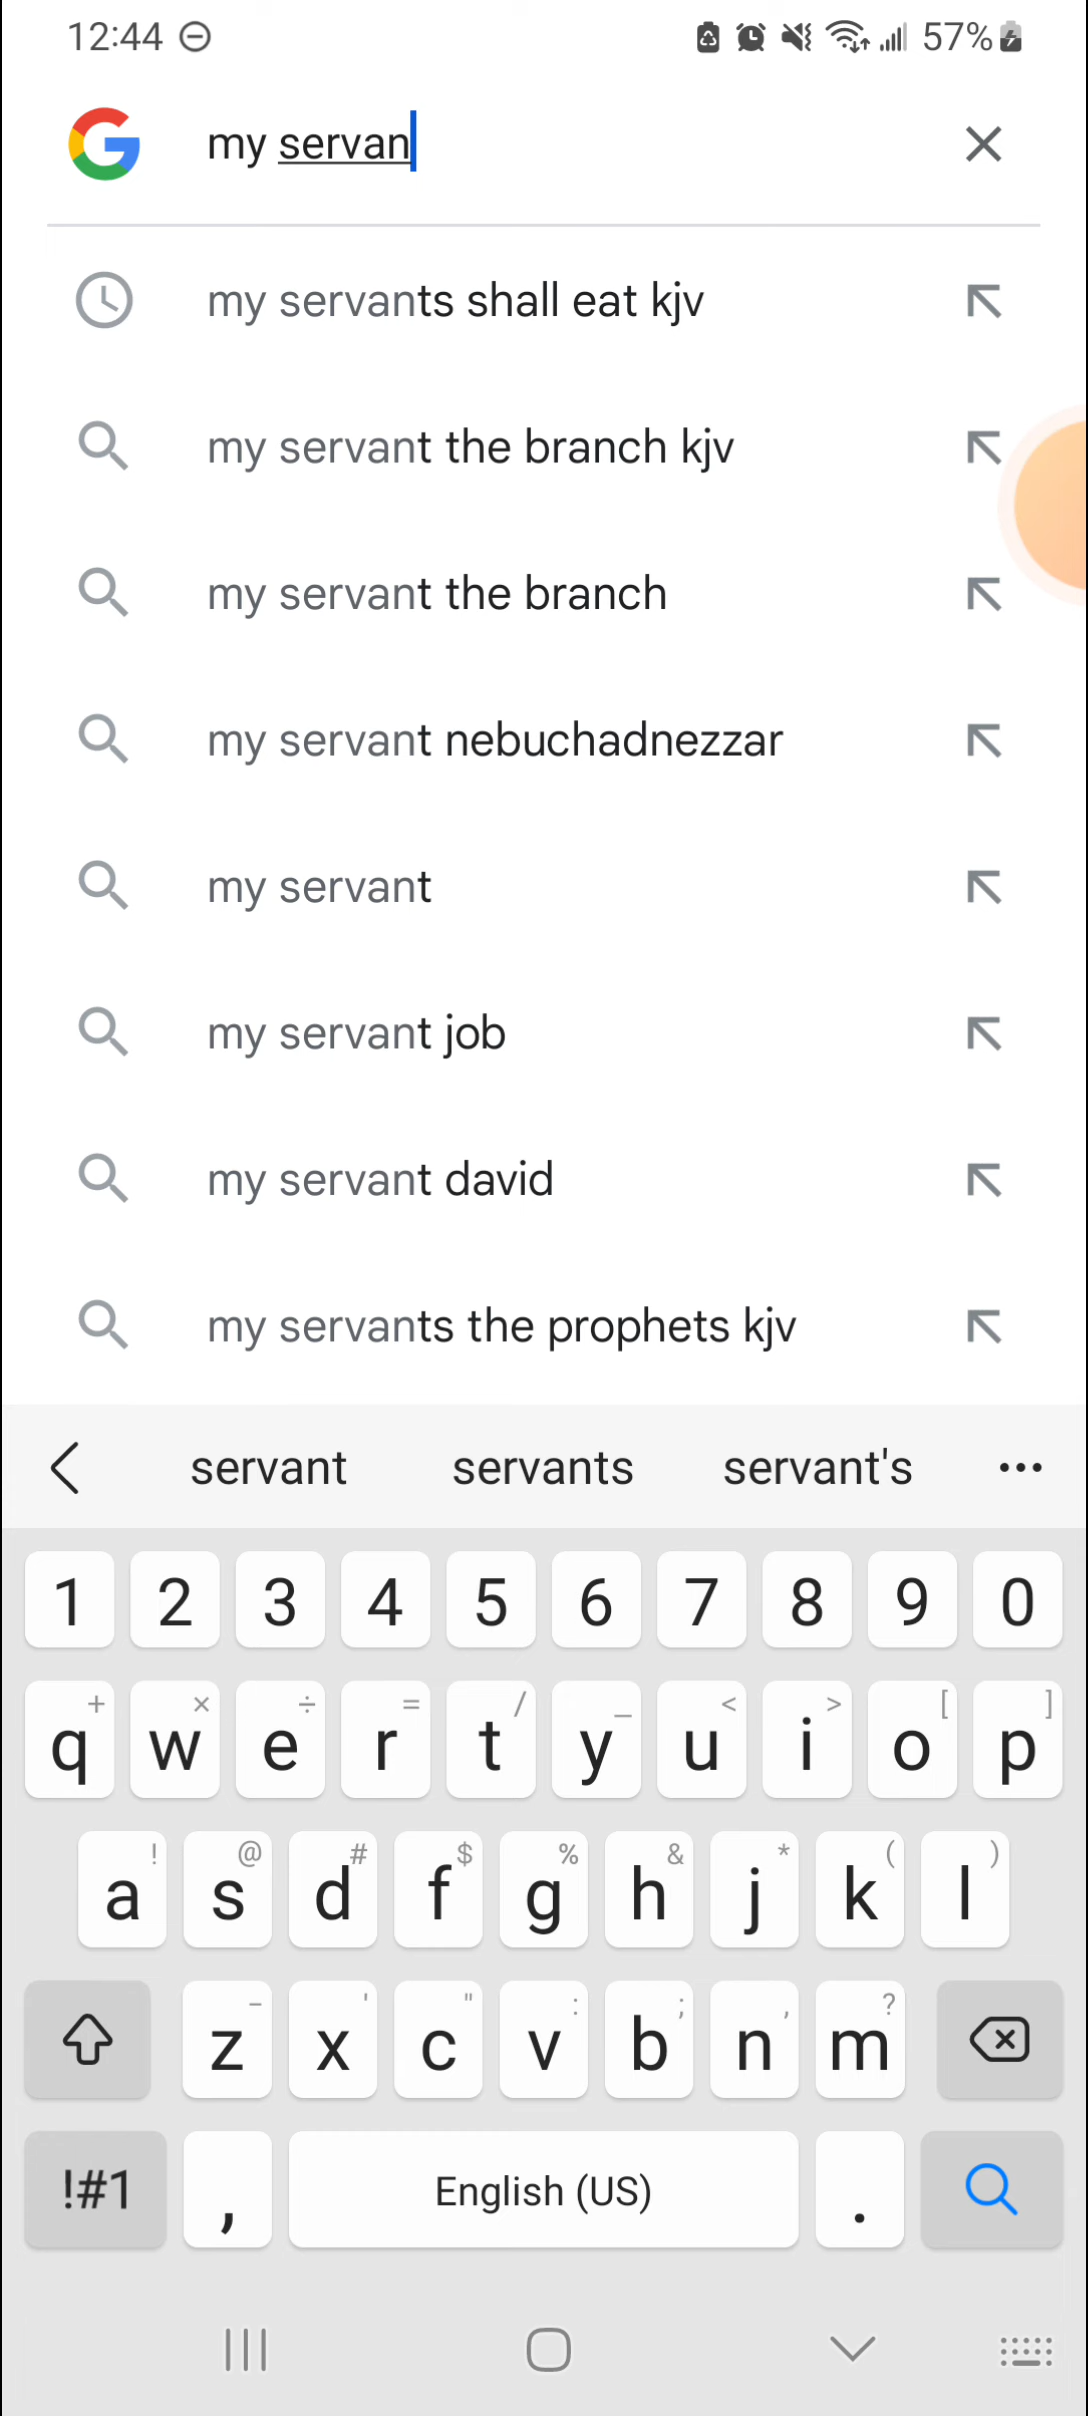 12:44 57%
my servan
my servants shall eat kjv
my servant the branch kjv
my servant the branch
my servant nebuchadnezzar
my servant
my servant job
my servant david
my servants the prophets kjv
servant servants servant's ...
1 2 3 4 5 6 7 8 9 0
+ × ÷ = / _ < > [ ]
q w e r t y u i o p
! @ # $ % & * ( )
a s d f g h j k l
- ' " : ; , ?
z x c v b n m
!#1 , English (US) .